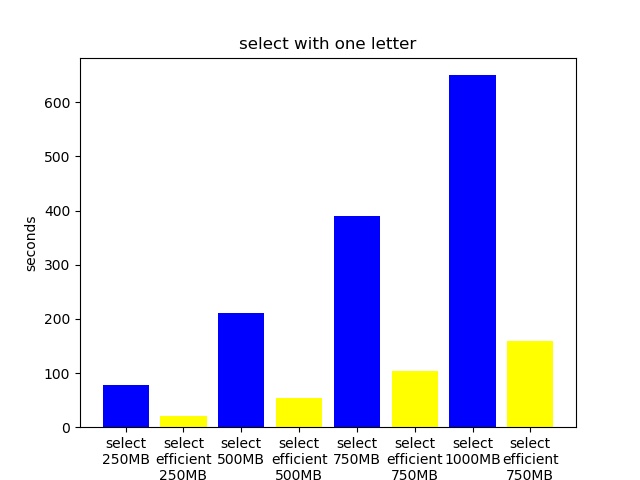 select with one letter
seconds
600
500
400
300
200
100
0
select
250MB
select
efficient
250MB
select
500MB
select
efficient
500MB
select
750MB
select
efficient
750MB
select
1000MB
select
efficient
750MB